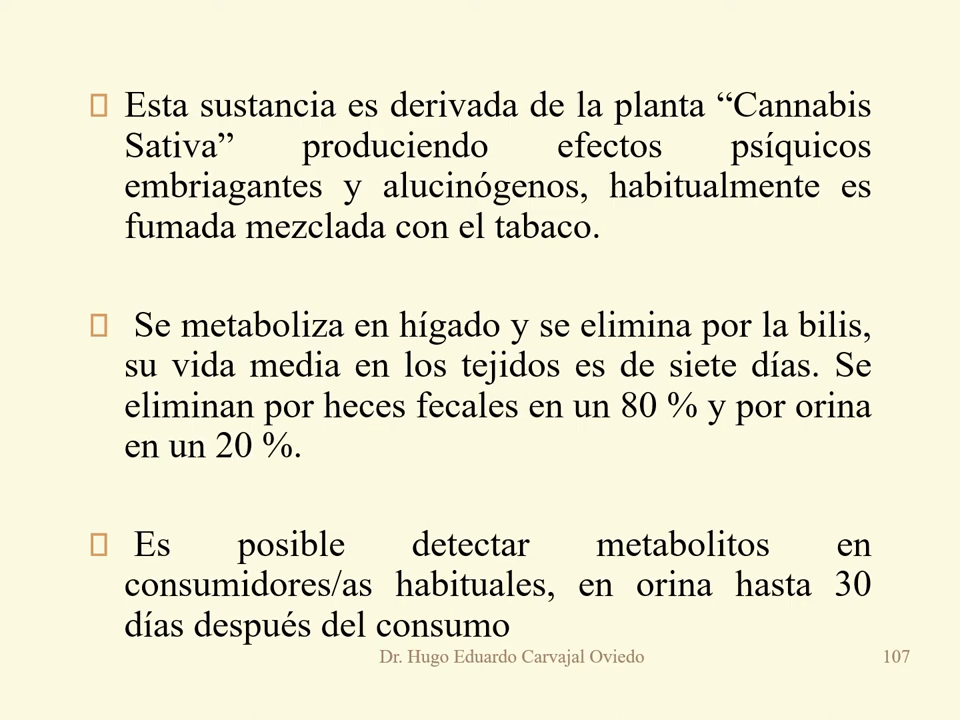 Esta sustancia es derivada de la planta “Cannabis
Sativa” produciendo efectos psíquicos
embriagantes y alucinógenos, habitualmente es
fumada mezclada con el tabaco.
Se metaboliza en hígado y se elimina por la bilis,
su vida media en los tejidos es de siete días. Se
eliminan por heces fecales en un 80 % y por orina
en un 20 %.
Es posible detectar metabolitos en
consumidores/as habituales, en orina hasta 30
días después del consumo
Dr. Hugo Eduardo Carvajal Oviedo 107